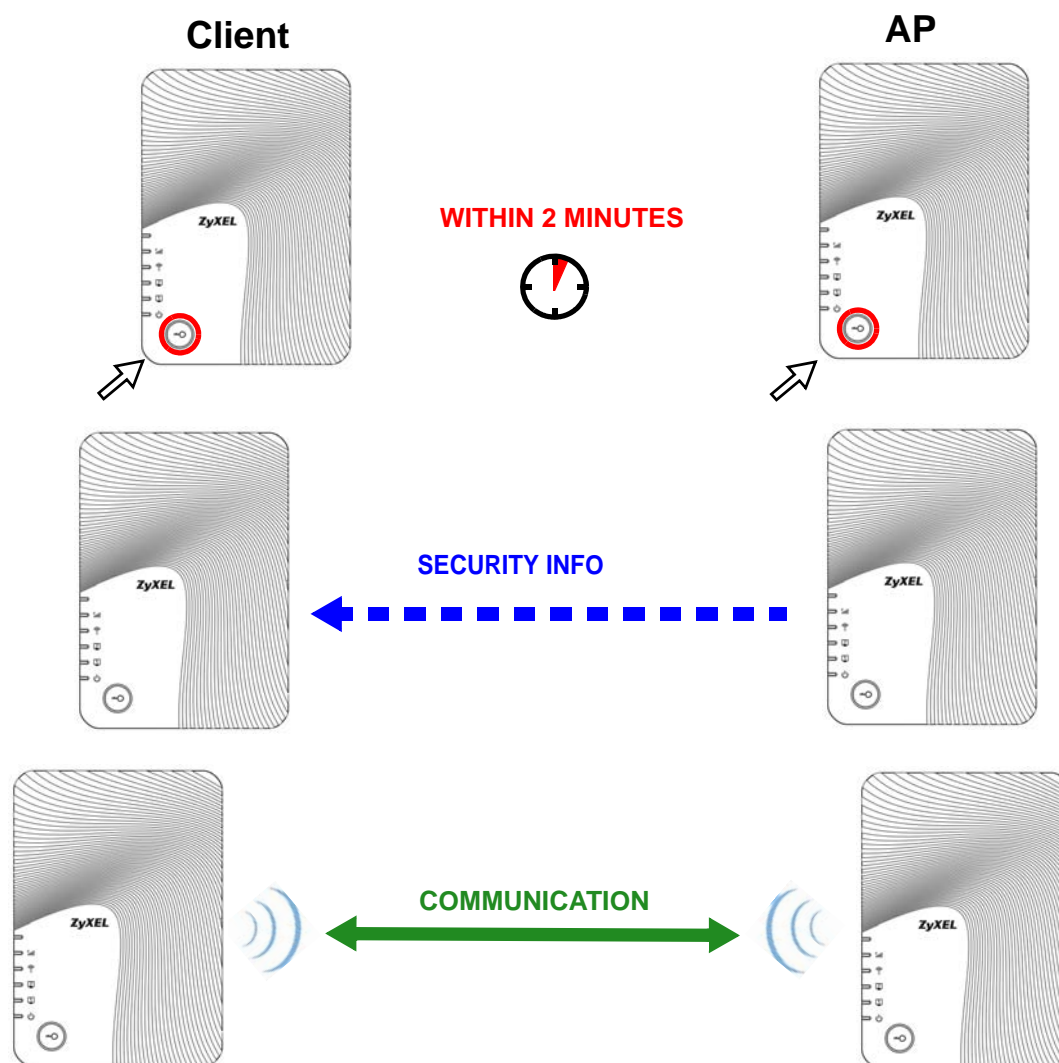 Client
AP
ZyXEL
ZyXEL
WITHIN 2 MINUTES
SECURITY INFO
ZyXEL
ZyXEL
COMMUNICATION
ZyXEL
ZyXEL